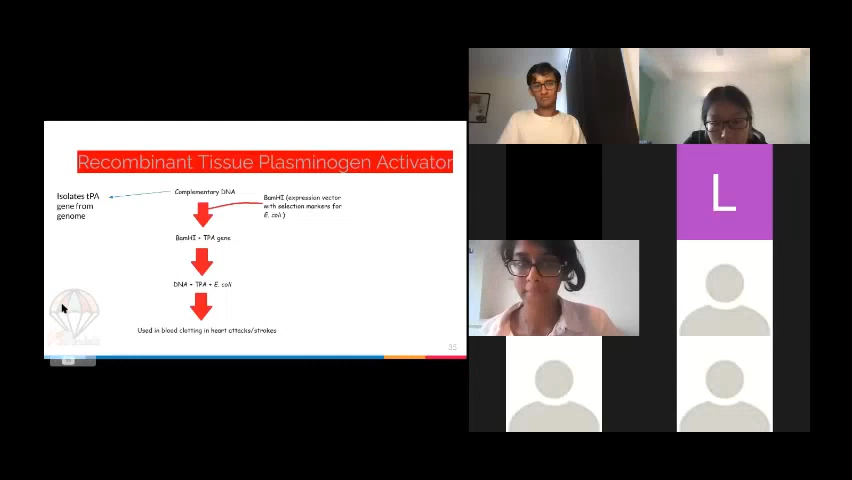 Recombinant Tissue Plasminogen Activator
Complementary DNA
Isolates tPA
gene from
genome
BamHI (expression vector
with selection markers for
E. coli)
BamHI + TPA gene
DNA + TPA + E. coli
Used in blood clotting in heart attacks/strokes
35
L